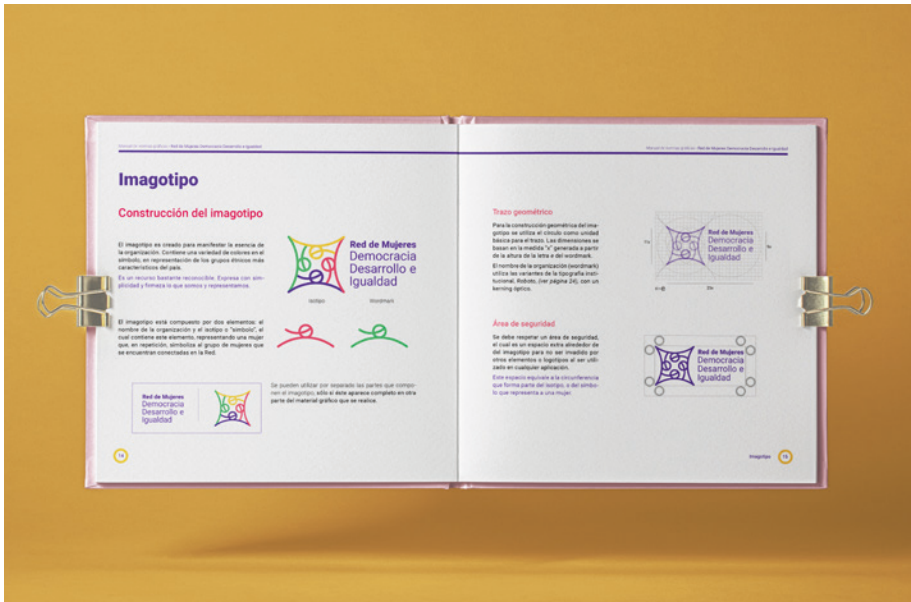 Manual de normas gráficas - Red de Mujeres Democracia Desarrollo e Igualdad
Imagotipo
Construcción del imagotipo
El imagotipo es creado para manifestar la esencia de
la organización. Contiene una variedad de colores en el
símbolo, en representación de los grupos étnicos más
característicos del país.
Es un recurso bastante reconocible. Expresa con sim-
plicidad y firmeza lo que somos y representamos.
Red de Mujeres
Democracia
Desarrollo e
Igualdad
Isotipo
Wordmark
El imagotipo está compuesto por dos elementos: el
nombre de la organización y el isotipo o "símbolo", el
cual contiene este elemento, representando una mujer
que, en repetición, simboliza al grupo de mujeres que
se encuentran conectadas en la Red.
Red de Mujeres
Democracia
Desarrollo e
Igualdad
Se pueden utilizar por separado las partes que compo-
nen el imagotipo, sólo si éste aparece completo en otra
parte del material gráfico que se realice.
14
Manual de normas gráficas - Red de Mujeres Democracia Desarrollo e Igualdad
Trazo geométrico
Para la construcción geométrica del ima-
gotipo se utiliza el círculo como unidad
básica para el trazo. Las dimensiones se
basan en la medida "x" generada a partir
de la altura de la letra e del wordmark.
El nombre de la organización (wordmark)
utiliza las variantes de la tipografía insti-
tucional, Roboto, (ver página 24), con un
kerning óptico.
Red de Mujeres
Democracia
Desarrollo e
Igualdad
Área de seguridad
Se debe respetar un área de seguridad,
el cual es un espacio extra alrededor de
del imagotipo para no ser invadido por
otros elementos o logotipos al ser utili-
zado en cualquier aplicación.
Este espacio equivale a la circunferencia
que forma parte del isotipo, o del símbo-
lo que representa a una mujer.
Red de Mujeres
Democracia
Desarrollo e
Igualdad
Imagotipo
15